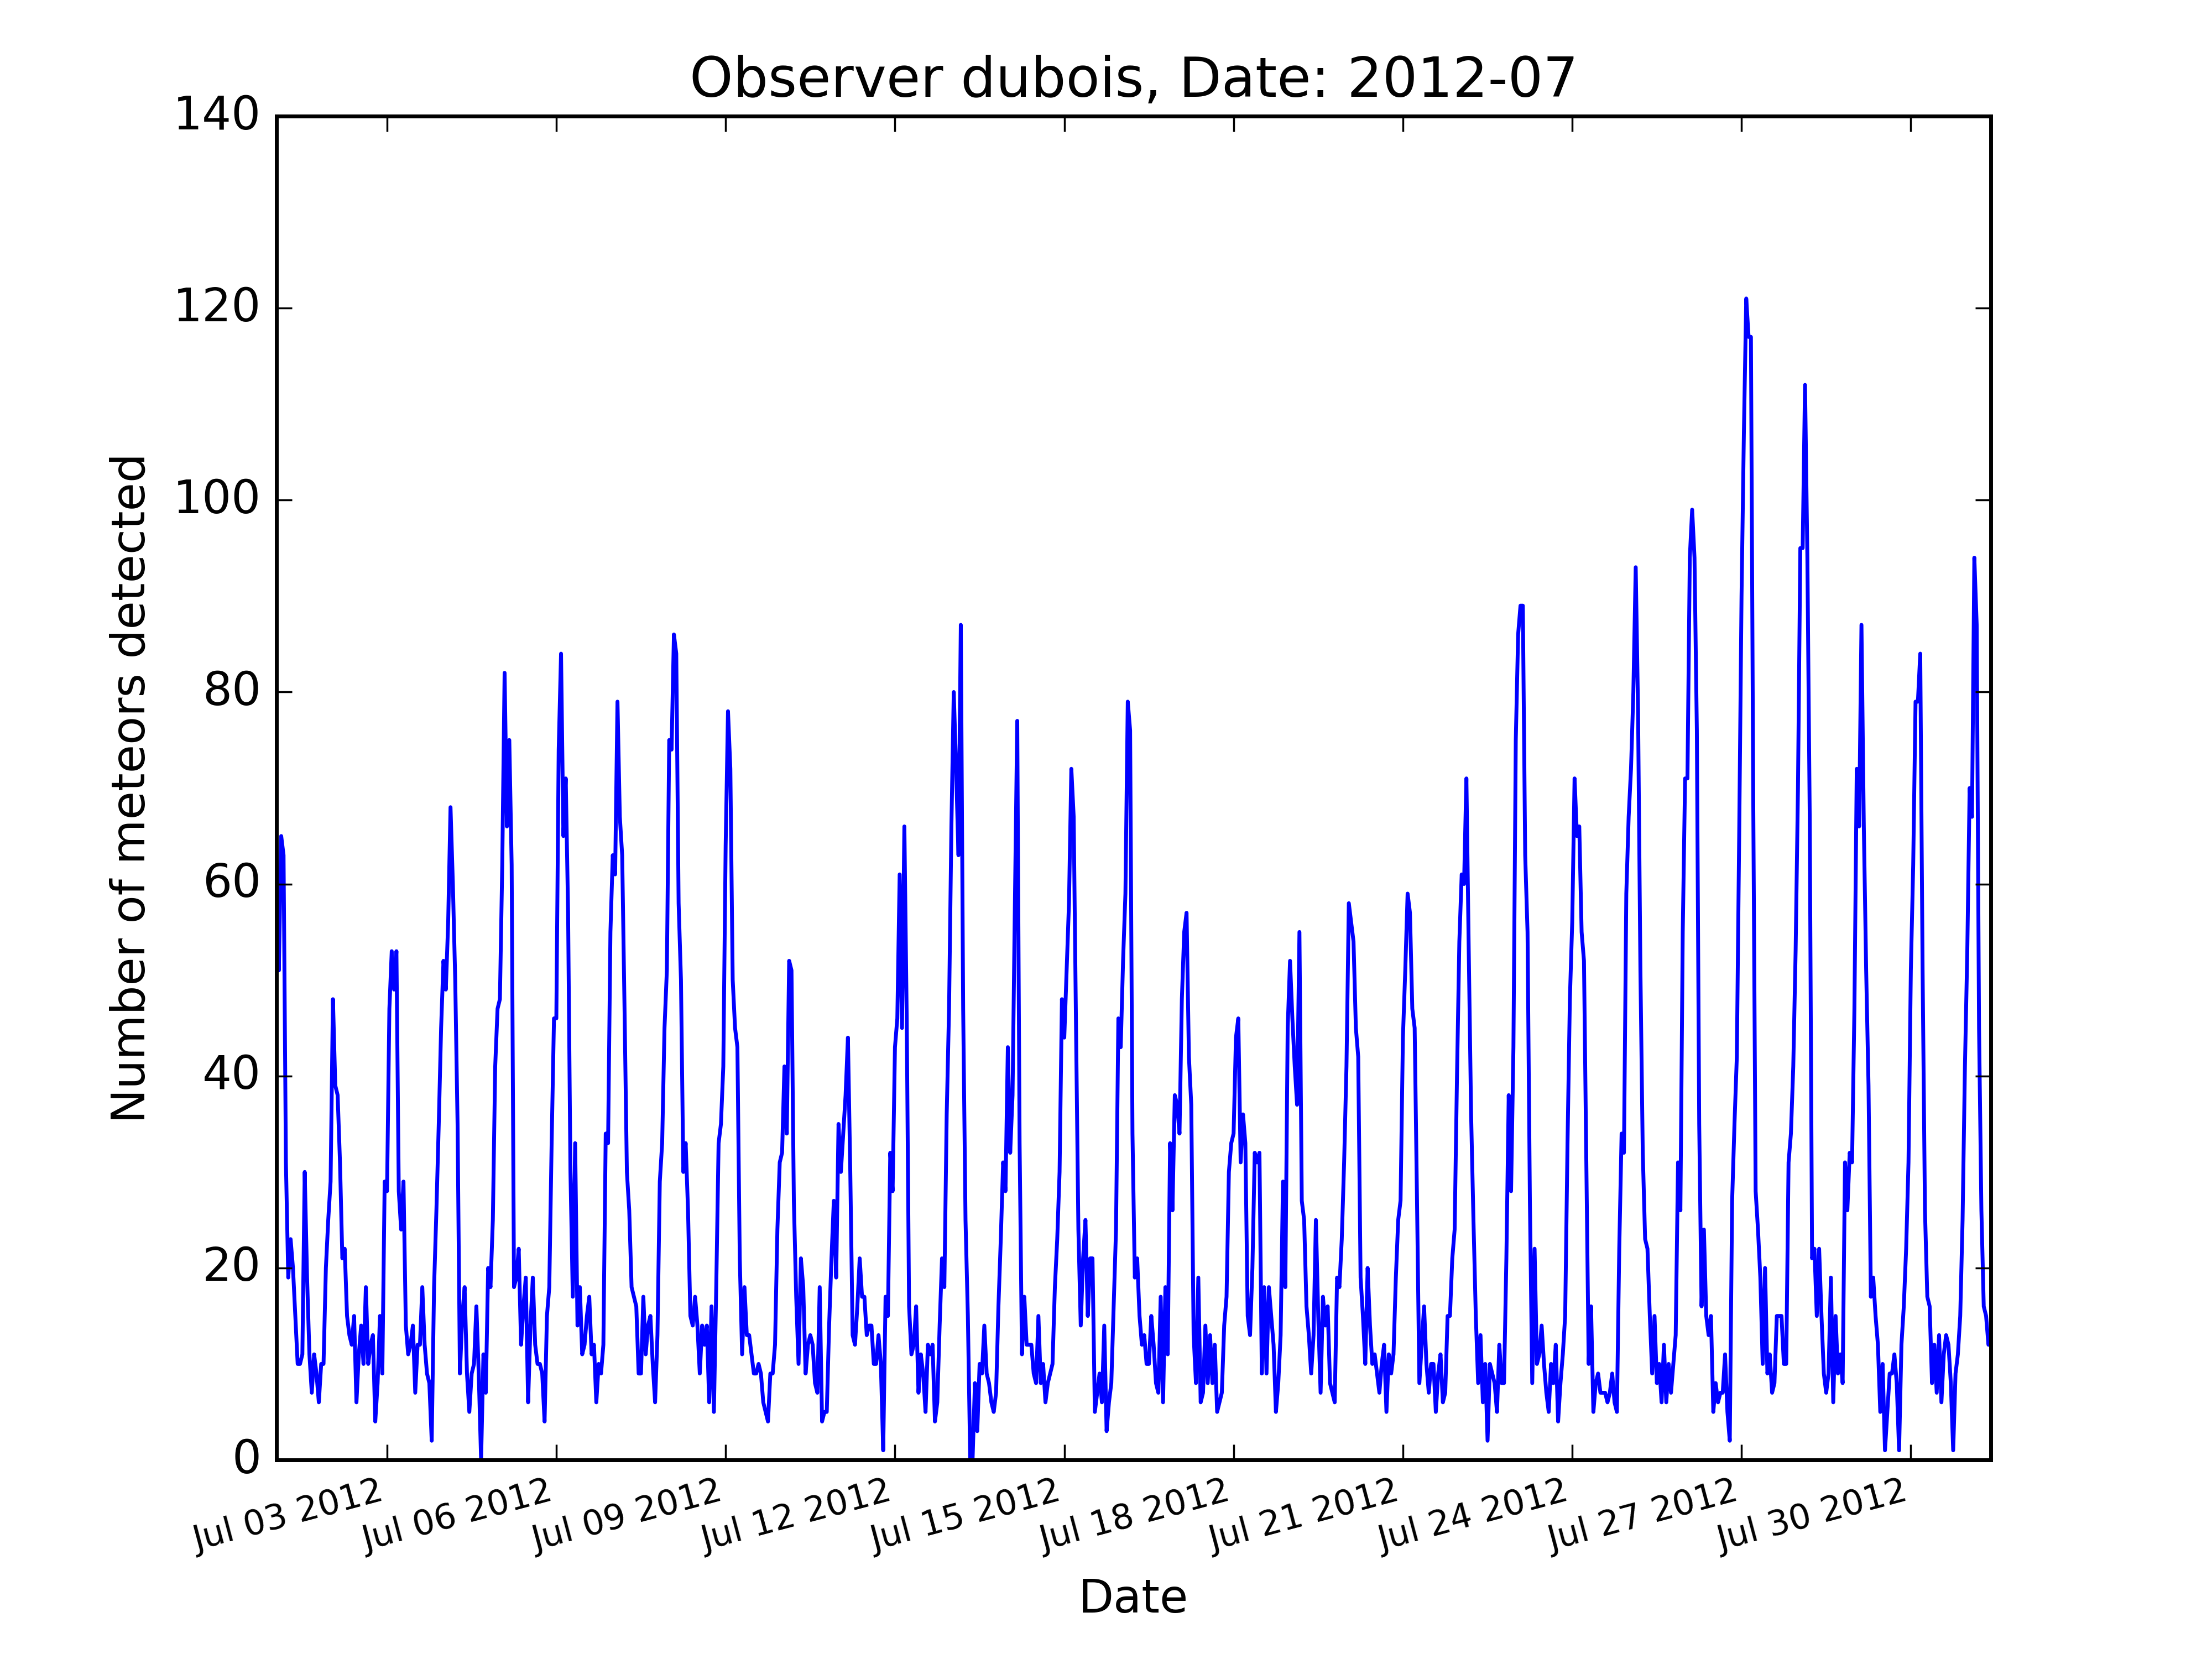 Observer dubois, Date: 2012-07
140
120
100
80
60
40
20
0
Number of meteors detected
Jul 03 2012
Jul 06 2012
Jul 09 2012
Jul 12 2012
Jul 15 2012
Jul 18 2012
Jul 21 2012
Jul 24 2012
Jul 27 2012
Jul 30 2012
Date